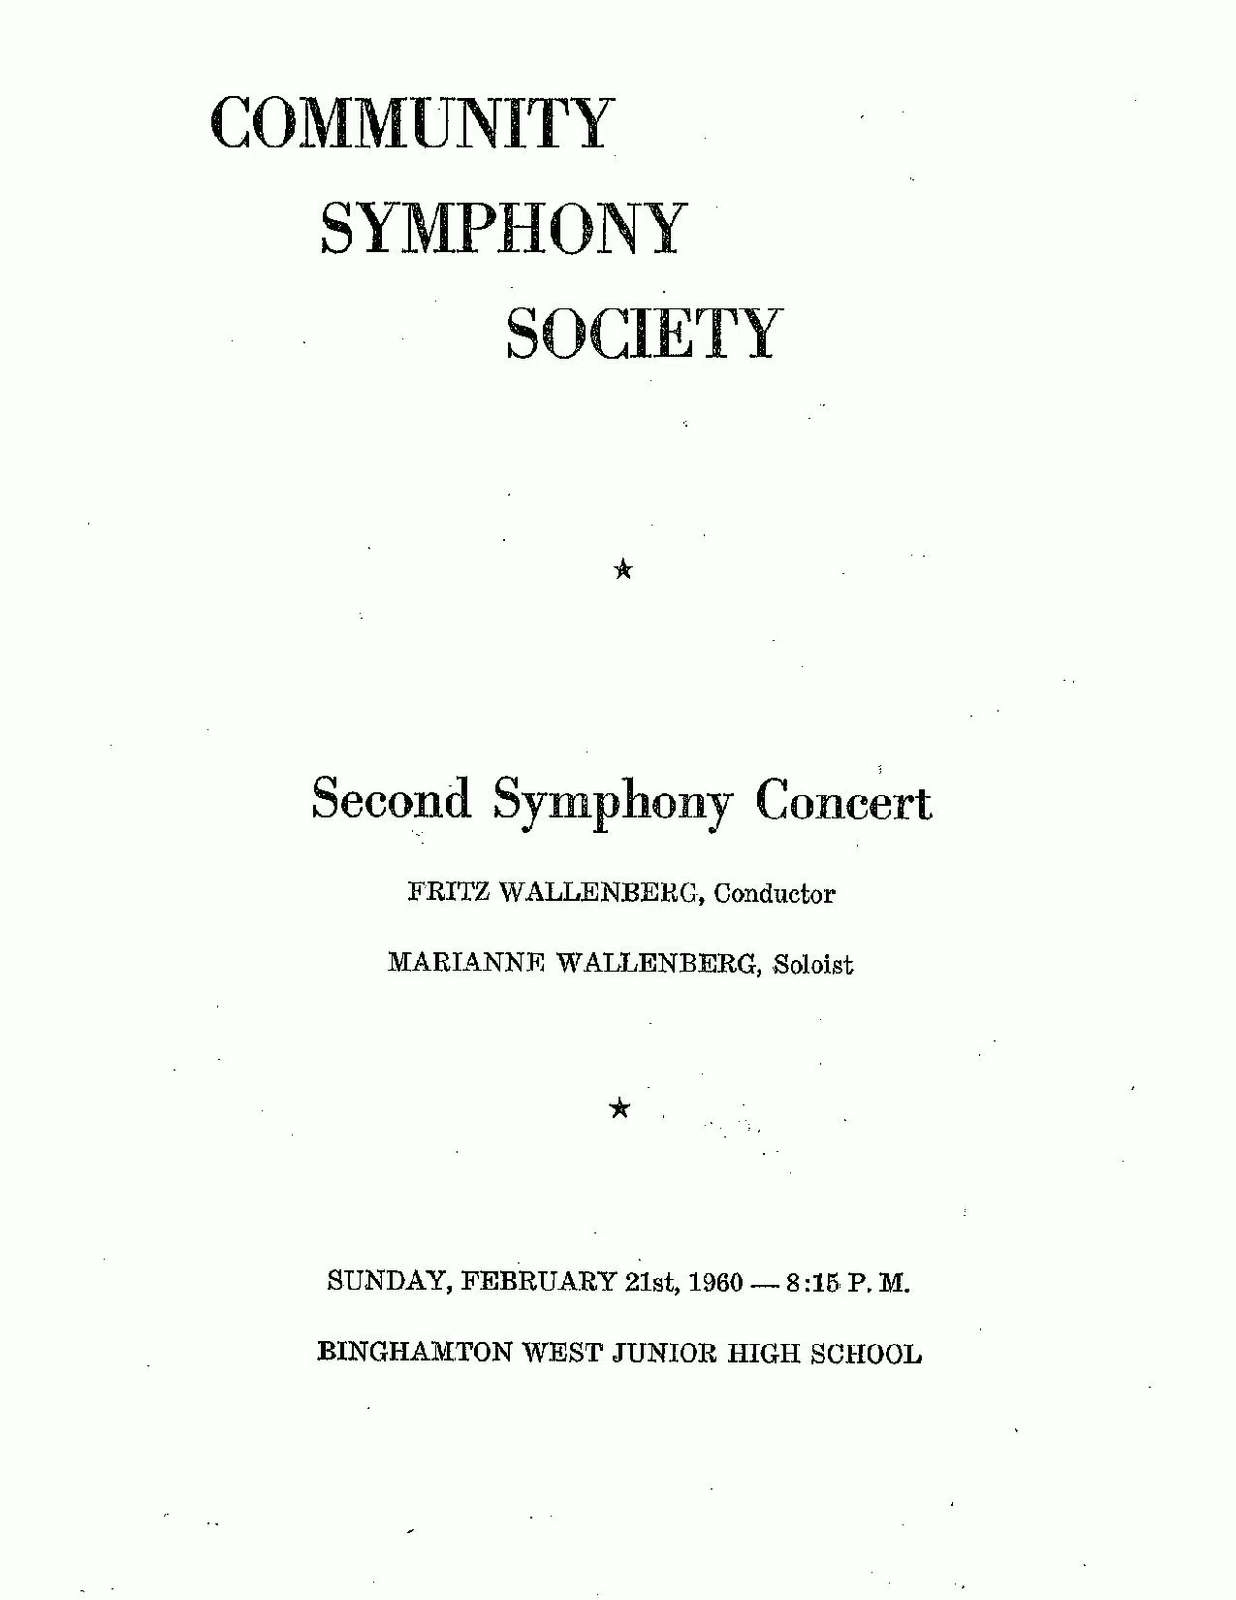 COMMUNITY
SYMPHONY
SOCIETY
Second Symphony Concert
FRITZ WALLENBERG, Conductor
MARIANNE WALLENBERG, Soloist
SUNDAY, FEBRUARY 21st, 1960 — 8:15 P. M.
BINGHAMTON WEST JUNIOR HIGH SCHOOL